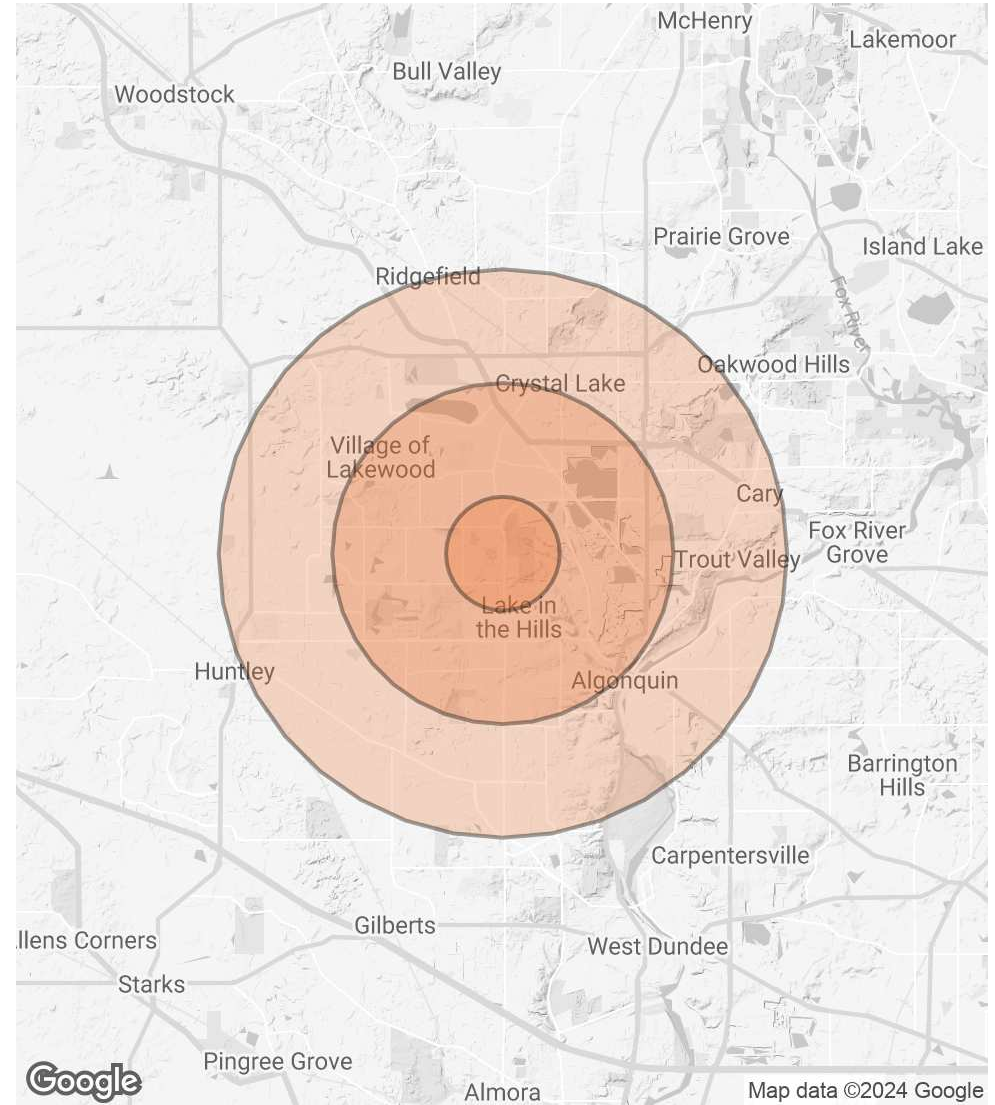 McHenry
Lakemoor
Bull Valley
Woodstock
Prairie Grove
Island Lake
Ridgefield
Fox River
Oakwood Hills
Crystal Lake
Village of
Lakewood
Cary
Fox River
Grove
Trout Valley
Lake in
the Hills
Huntley
Algonquin
Barrington
Hills
Carpentersville
Gilberts
llens Corners
West Dundee
Starks
Pingree Grove
Google
Almora
Map data ©2024 Google